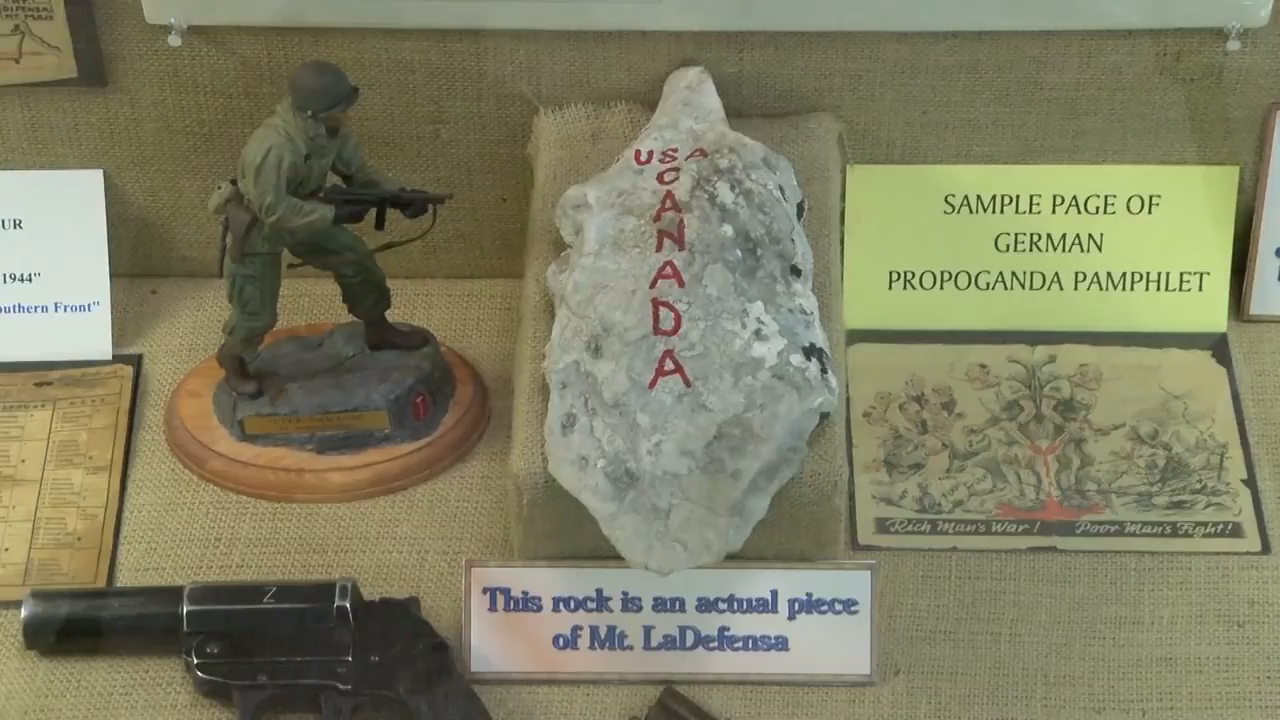 UR
1944"
outhern Front"
USA
CANADA
SAMPLE PAGE OF
GERMAN
PROPOGANDA PAMPHLET
Rich Man's War! Poor Man's Fight!
Z
This rock is an actual piece
of Mt. LaDefensa